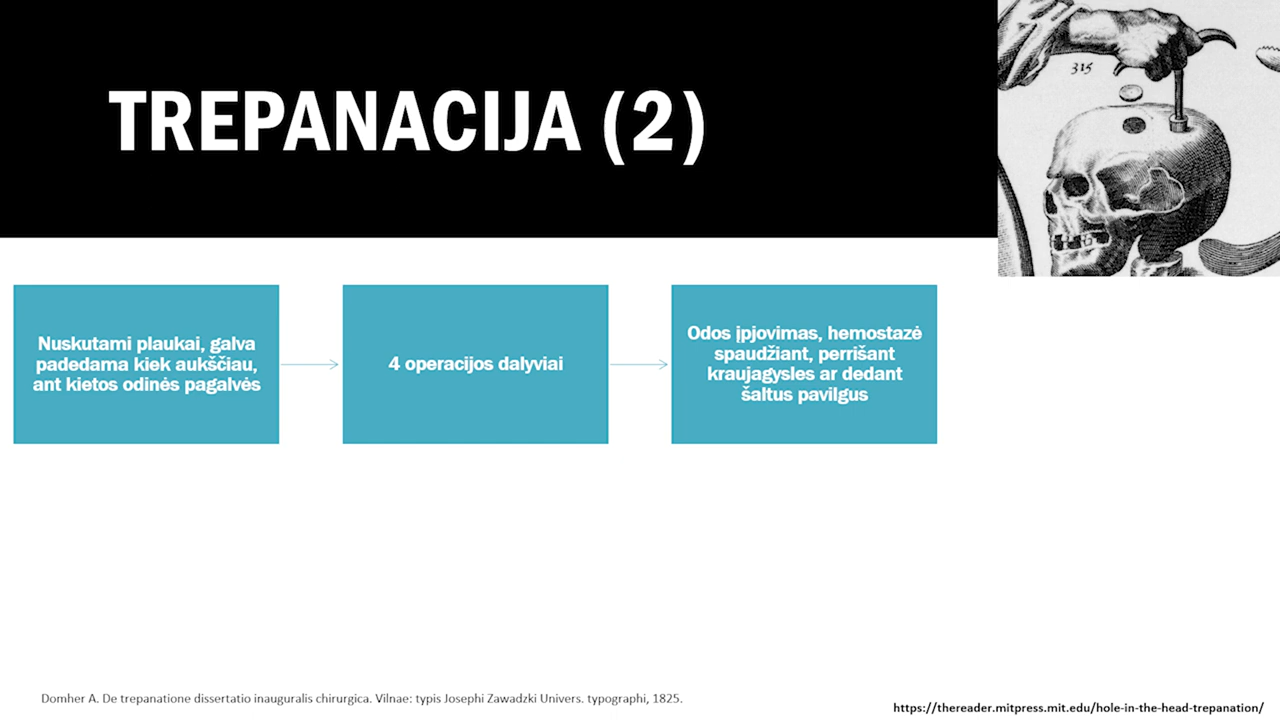 TREPANACIJA (2)
315
Nuskutami plaukai, galva
padedama kiek aukščiau,
ant kietos odinės pagalvės
4 operacijos dalyviai
Odos įpjovimas, hemostazė
spaudžiant, perrišant
kraujagysles ar dedant
šaltus pavilgus
Domher A. De trepanatione dissertatio inauguralis chirurgica. Vilnae: typis Josephi Zawadzki Univers. typographi, 1825.
https://thereader.mitpress.mit.edu/hole-in-the-head-trepanation/